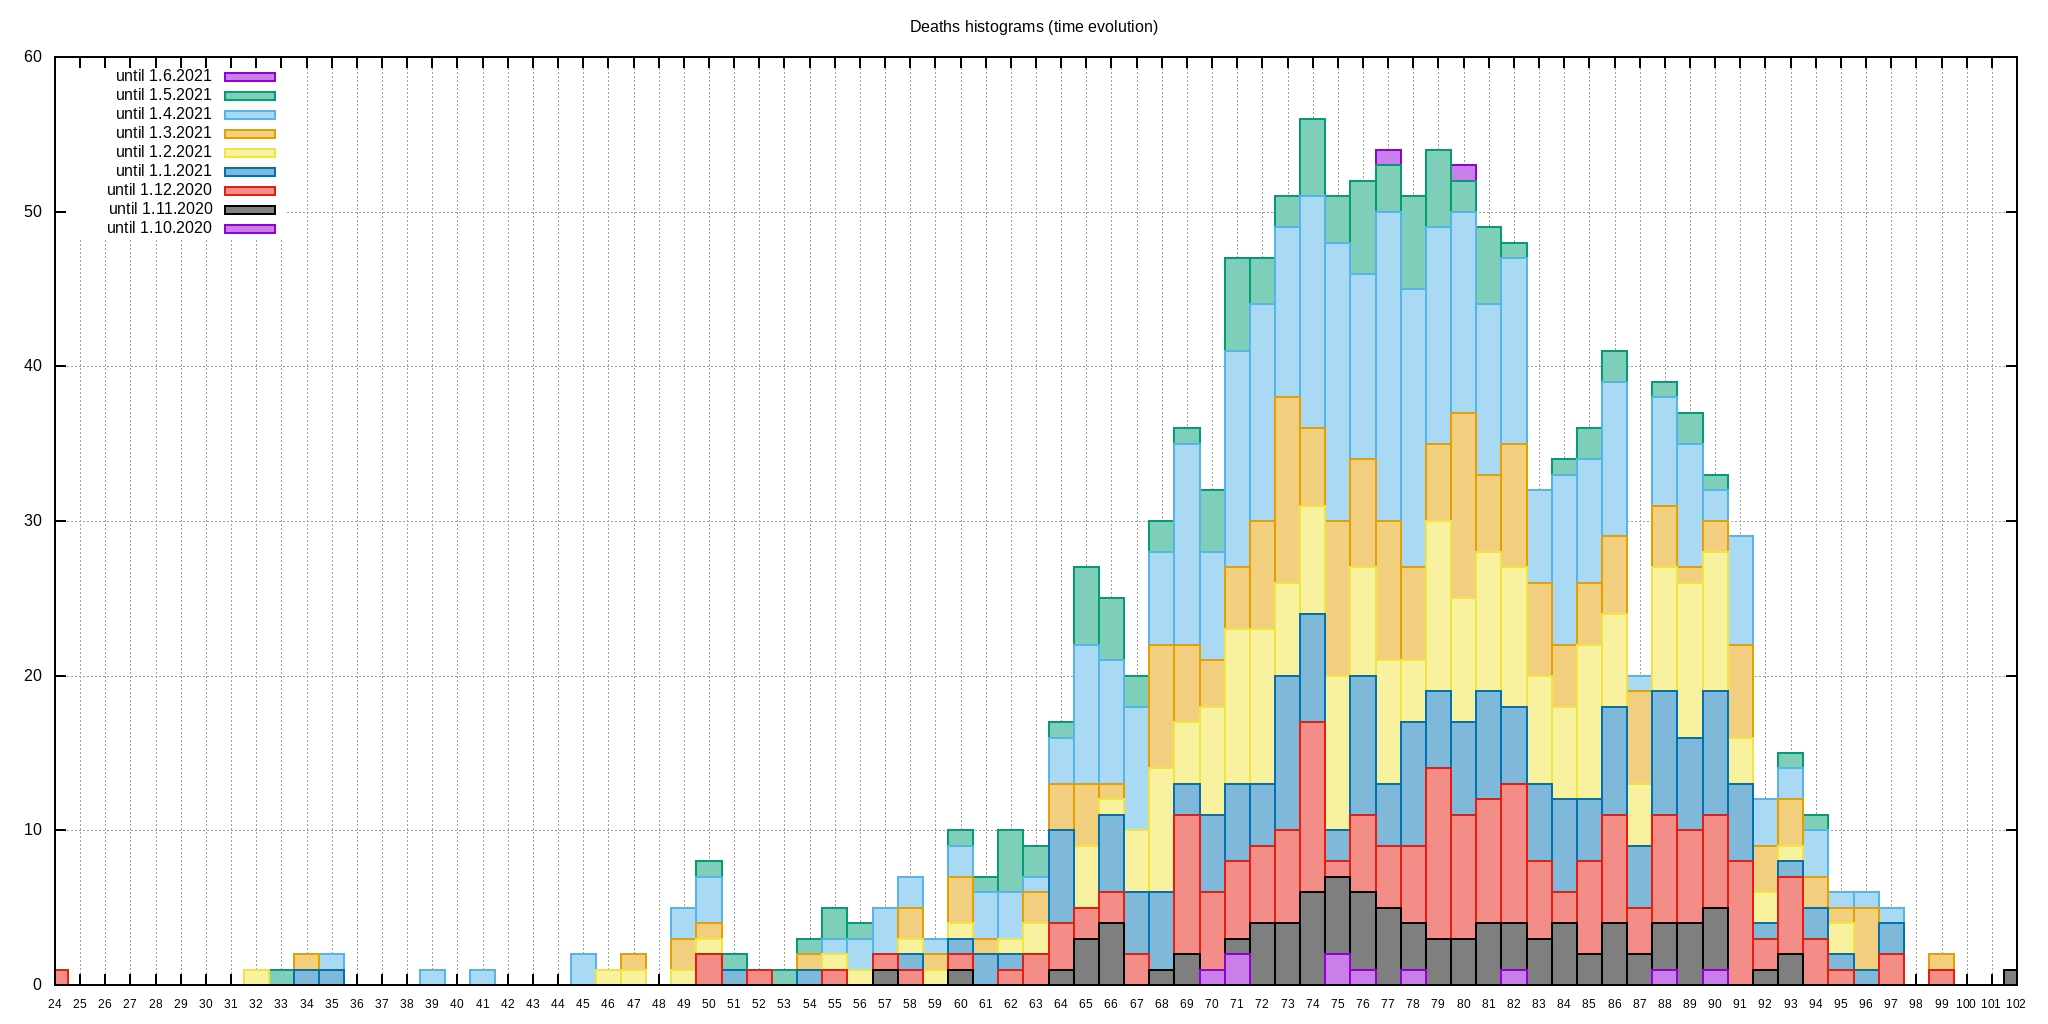 Deaths histograms (time evolution)
60
until 1.6.2021
until 1.5.2021
until 1.4.2021
until 1.3.2021
until 1.2.2021
until 1.1.2021
until 1.12.2020
until 1.11.2020
until 1.10.2020
50
40
30
20
10
0
24 25 26 27 28 29 30 31 32 33 34 35 36 37 38 39 40 41 42 43 44 45 46 47 48 49 50 51 52 53 54 55 56 57 58 59 60 61 62 63 64 65 66 67 68 69 70 71 72 73 74 75 76 77 78 79 80 81 82 83 84 85 86 87 88 89 90 91 92 93 94 95 96 97 98 99 100 101 102